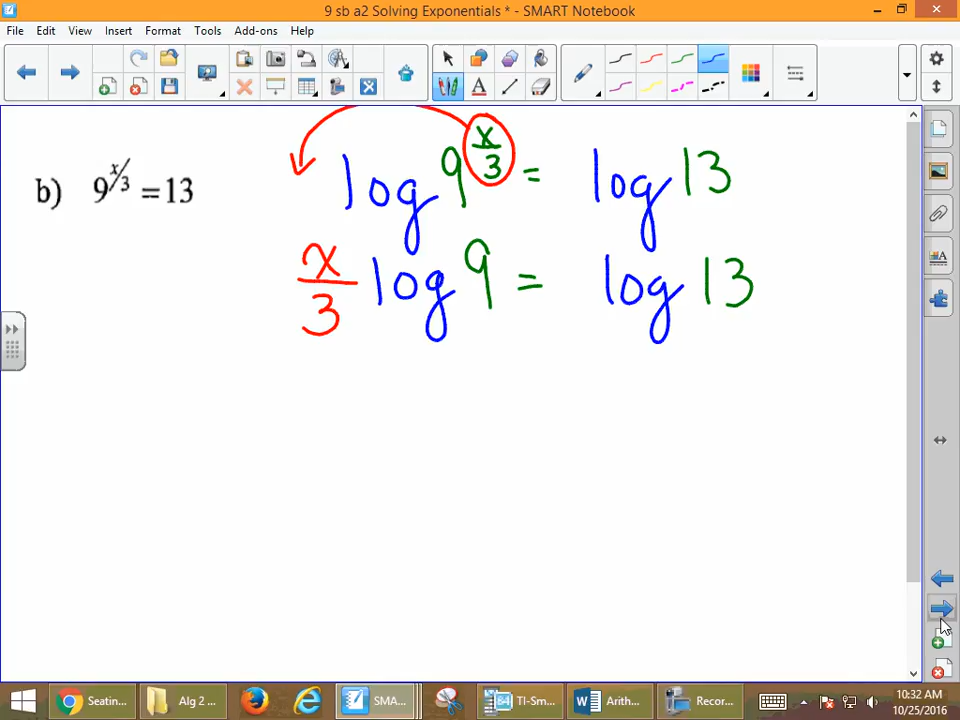 9 sb a2 Solving Exponentials * - SMART Notebook
File Edit View Insert Format Tools Add-ons Help
b) 9^(x/3) = 13
log 9^(x/3) = log 13
x/3 log 9 = log 13
Seatin... Alg 2 ... SMA... TI-Sm... Arith... Recor...
10:32 AM
10/25/2016